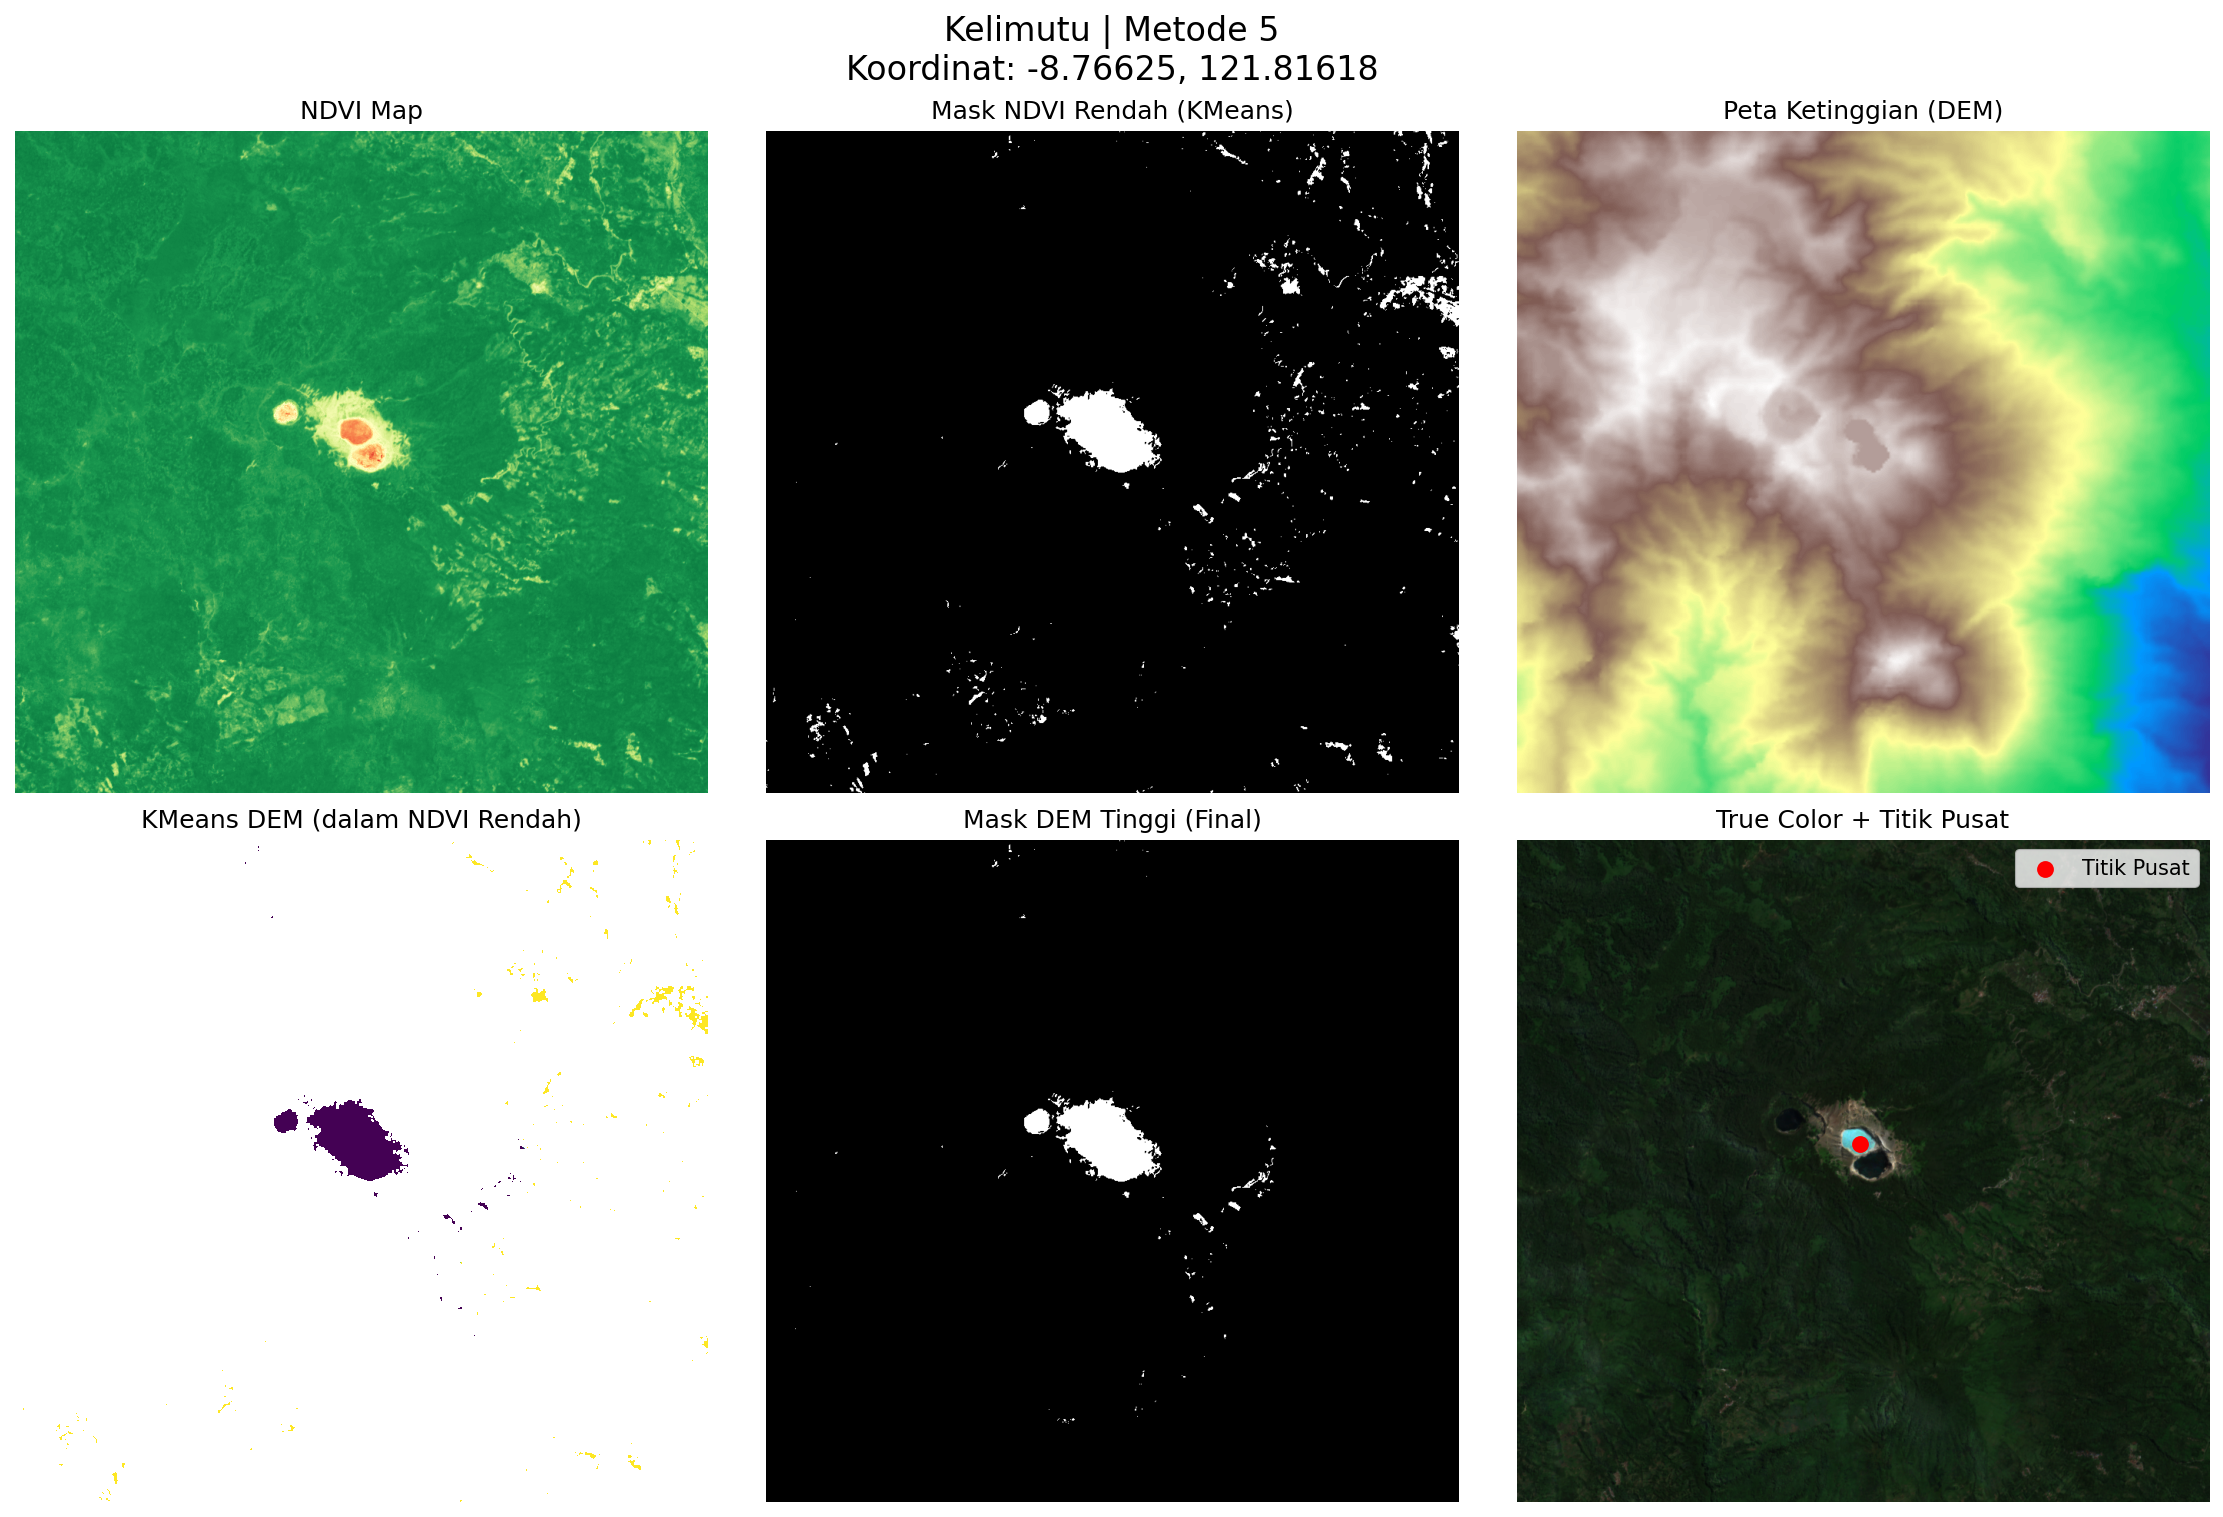 Kelimutu | Metode 5
Koordinat: -8.76625, 121.81618
NDVI Map
Mask NDVI Rendah (KMeans)
Peta Ketinggian (DEM)
KMeans DEM (dalam NDVI Rendah)
Mask DEM Tinggi (Final)
True Color + Titik Pusat
Titik Pusat